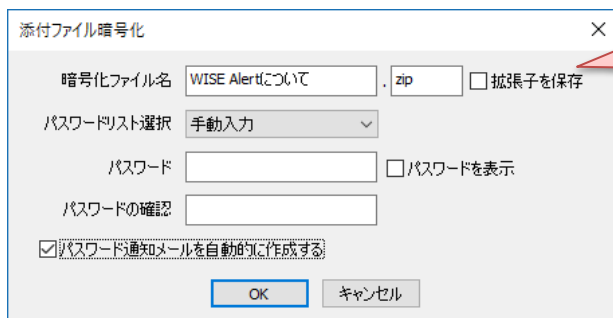 添付ファイル暗号化
暗号化ファイル名 WISE Alertについて . zip 拡張子を保存
パスワードリスト選択 手動入力
パスワード パスワードを表示
パスワードの確認
パスワード通知メールを自動的に作成する
OK キャンセル